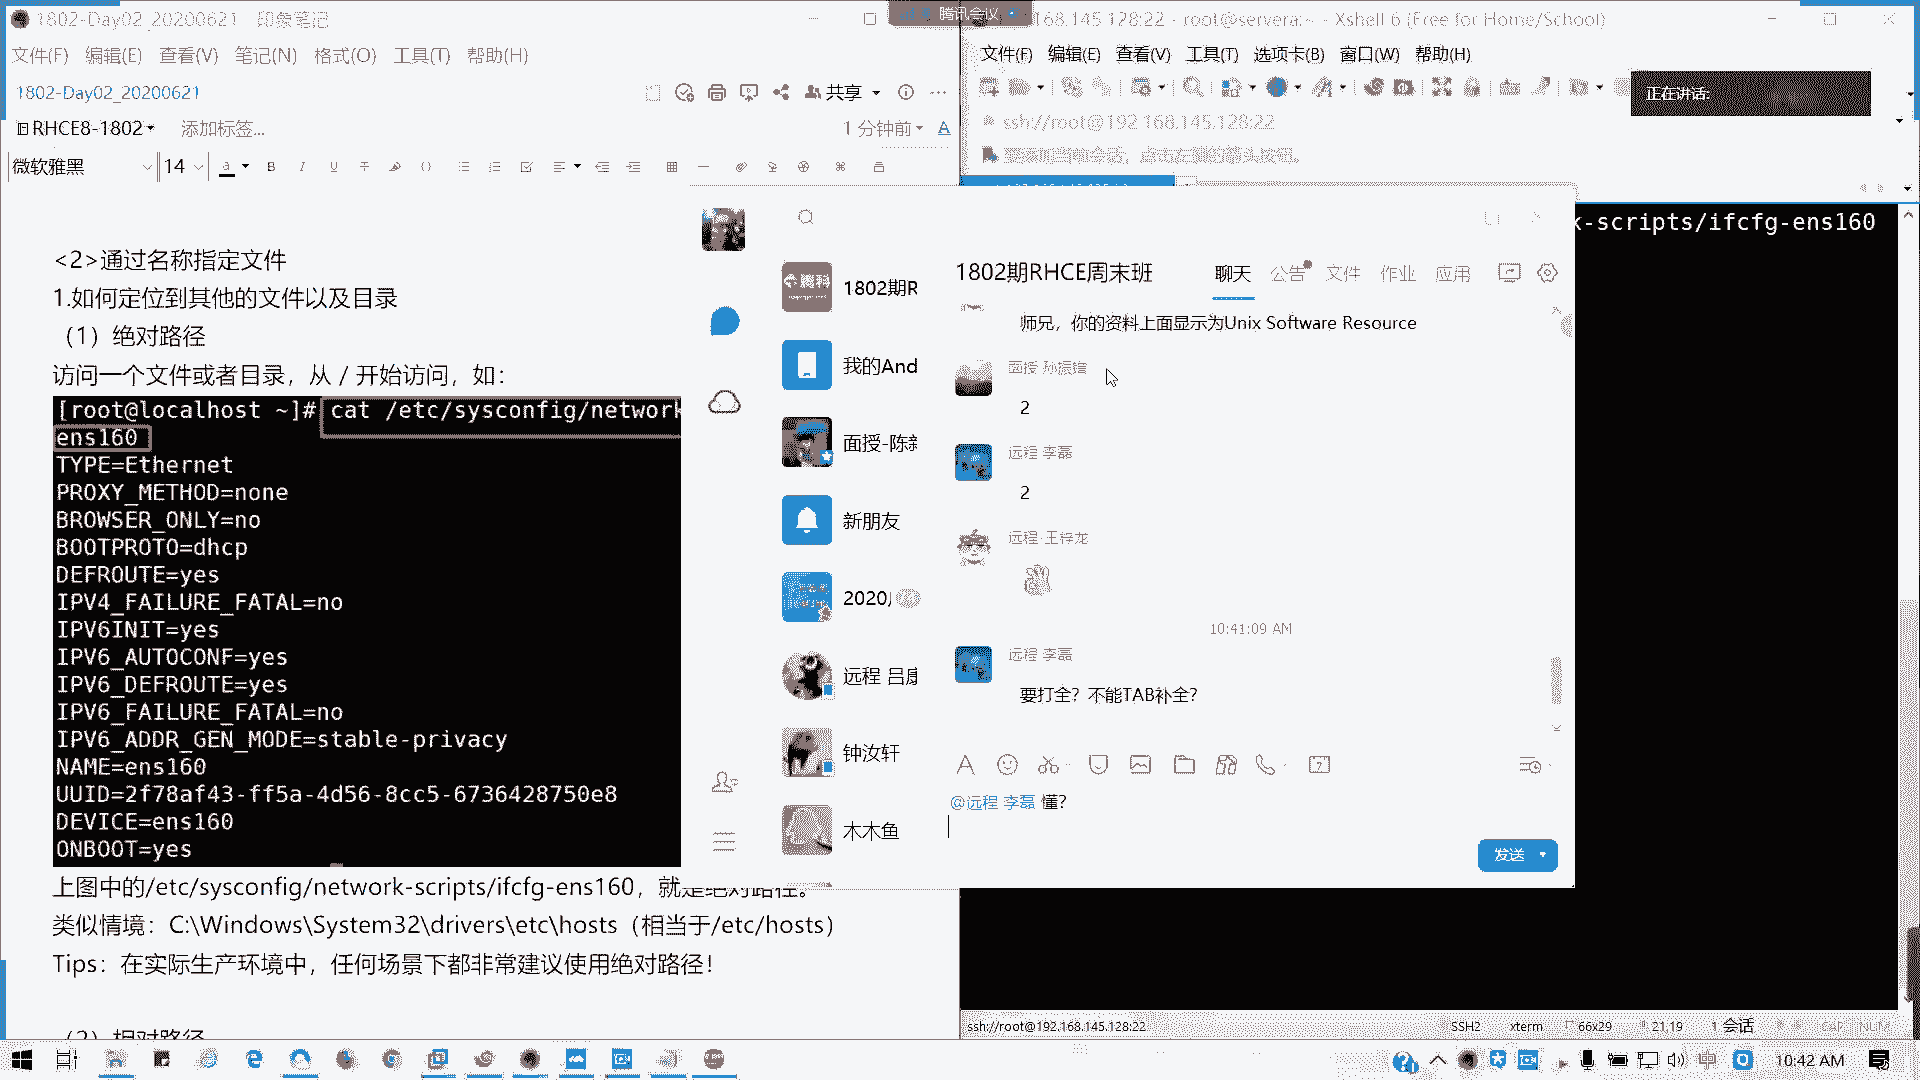 1802-Day02_20200621 - 印象笔记
文件(F) 编辑(E) 查看(V) 笔记(N) 格式(O) 工具(T) 帮助(H)
1802-Day02_20200621
共享
RHCE8-1802
添加标签...
1 分钟前
微软雅黑
14
<2>通过名称指定文件
1.如何定位到其他的文件以及目录
（1）绝对路径
访问一个文件或者目录，从 / 开始访问，如：
[root@localhost ~]# cat /etc/sysconfig/network
ens160
TYPE=Ethernet
PROXY_METHOD=none
BROWSER_ONLY=no
BOOTPROTO=dhcp
DEFROUTE=yes
IPV4_FAILURE_FATAL=no
IPV6INIT=yes
IPV6_AUTOCONF=yes
IPV6_DEFROUTE=yes
IPV6_FAILURE_FATAL=no
IPV6_ADDR_GEN_MODE=stable-privacy
NAME=ens160
UUID=2f78af43-ff5a-4d56-8cc5-6736428750e8
DEVICE=ens160
ONBOOT=yes
上图中的/etc/sysconfig/network-scripts/ifcfg-ens160，就是绝对路径。
类似情境：C:\Windows\System32\drivers\etc\hosts（相当于/etc/hosts）
Tips：在实际生产环境中，任何场景下都非常建议使用绝对路径！
（2）相对路径
腾讯会议
168.145.128:22 - root@servera:~ - Xshell 6 (Free for Home/School)
文件(F) 编辑(E) 查看(V) 工具(T) 选项卡(B) 窗口(W) 帮助(H)
正在讲话:
ssh://root@192.168.145.128:22
要添加当前会话，点击左侧的箭头按钮。
k-scripts/ifcfg-ens160
1802期R
我的And
面授-陈新
新朋友
2020
远程 吕
钟汝轩
木木鱼
1802期RHCE周末班
聊天 公告 文件 作业 应用
师兄，你的资料上面显示为Unix Software Resource
2
远程 李磊
2
远程 王
10:41:09 AM
远程 李磊
要打全？不能TAB补全？
@远程 李磊 懂？
发送
ssh://root@192.168.145.128:22
SSH2 xterm 66x29 21,19 1 会话 CAP NUM
中
10:42 AM